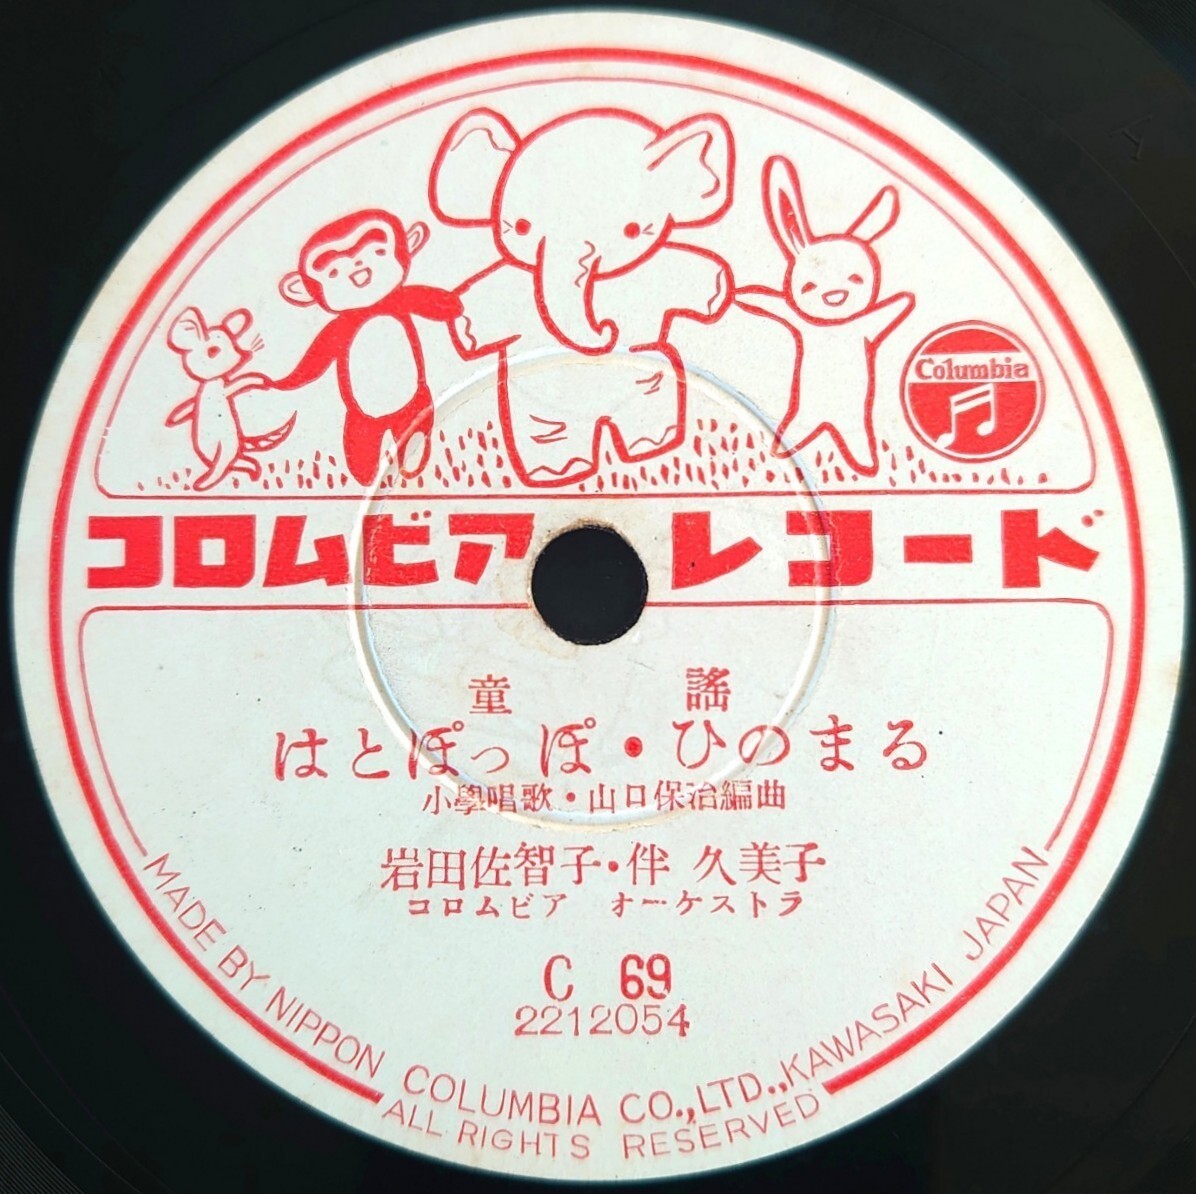 Columbia
コロムビア レコード
童 謠
はとぽっぽ・ひのまる
小學唱歌・山口保治編曲
岩田佐智子・伴 久美子
コロムビア オーケストラ
C 69
2212054
MADE BY NIPPON COLUMBIA CO., LTD., KAWASAKI JAPAN
ALL RIGHTS RESERVED
A